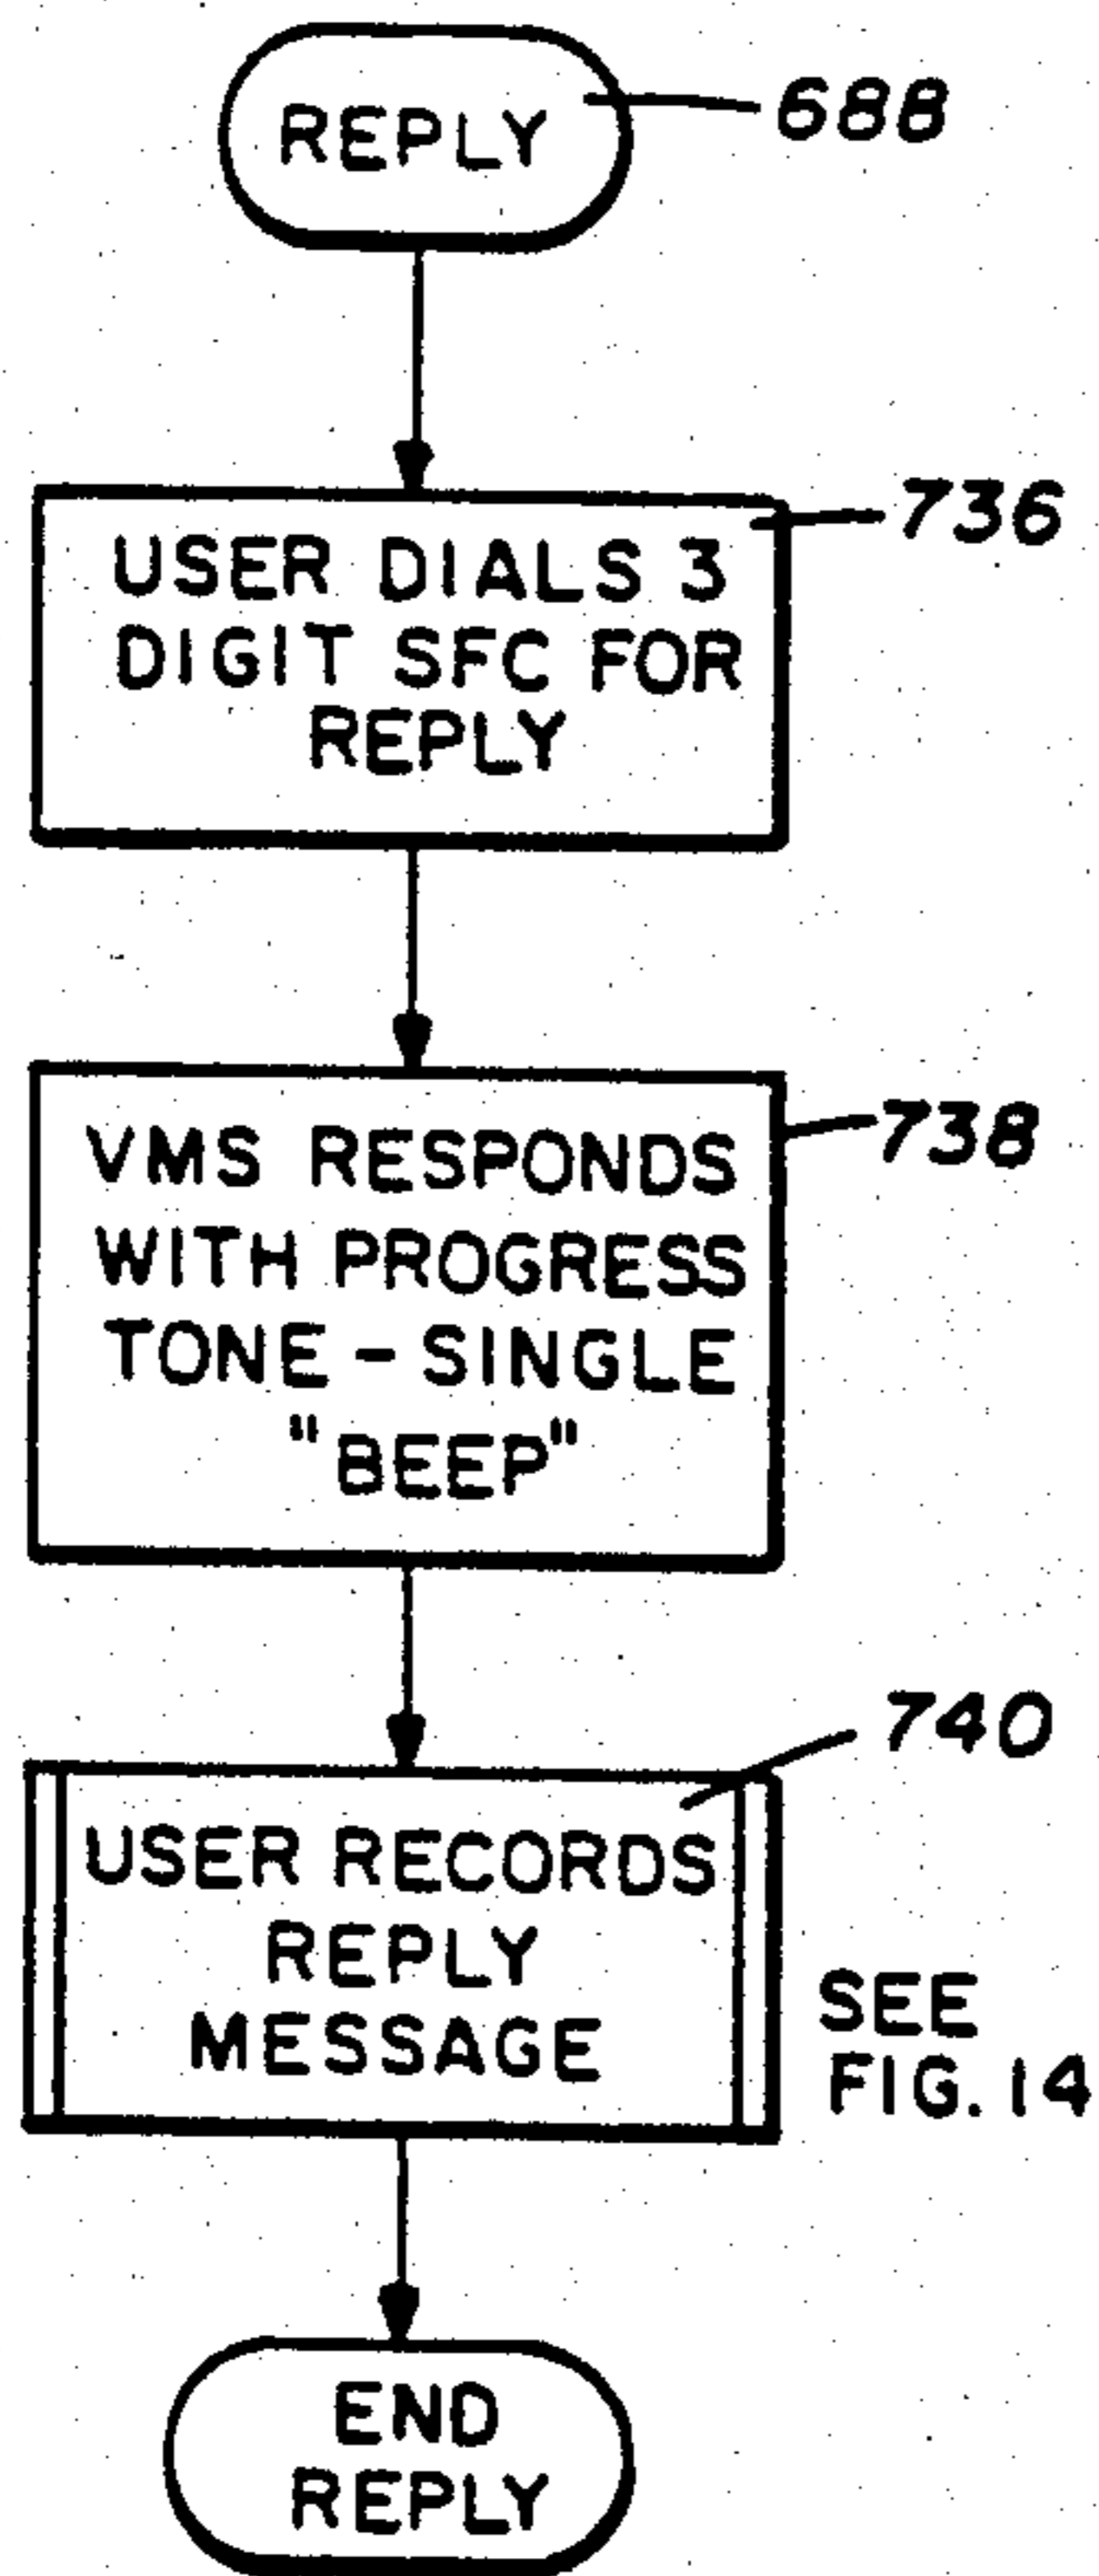 REPLY
688
USER DIALS 3
DIGIT SFC FOR
REPLY
736
VMS RESPONDS
WITH PROGRESS
TONE - SINGLE
"BEEP"
738
USER RECORDS
REPLY
MESSAGE
740
SEE
FIG. 14
END
REPLY